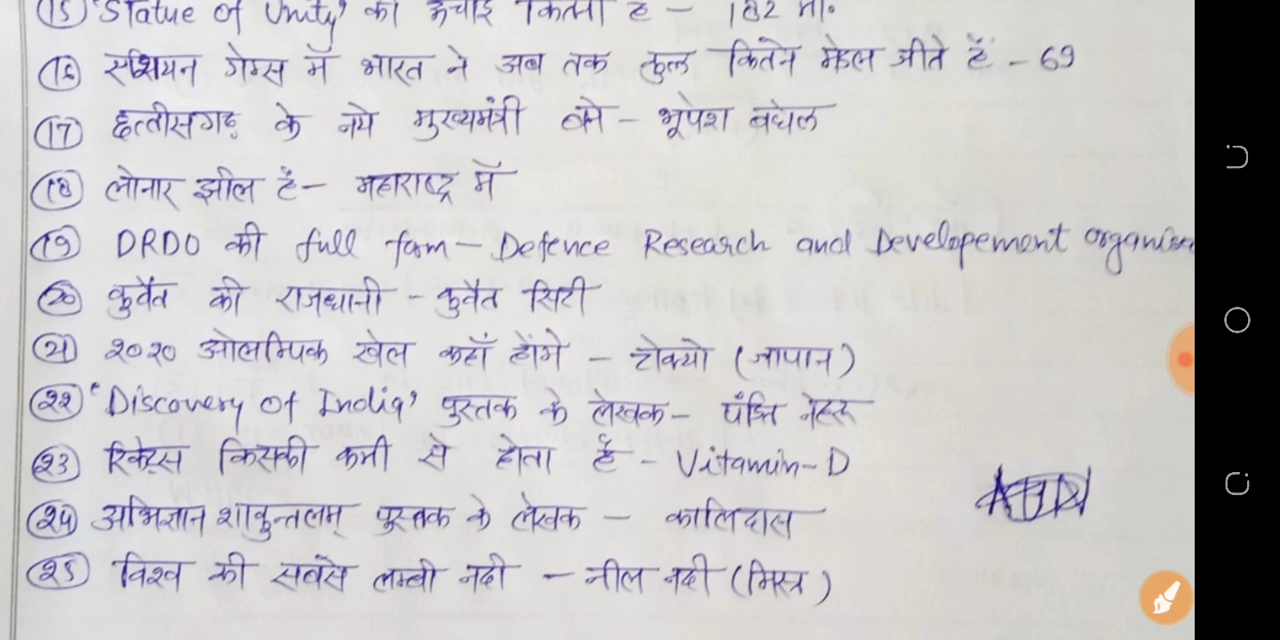 (15) 'Statue of Unity' की ऊँचाई कितनी है - 182 मी.
(16) एशियन गेम्स में भारत ने अब तक कुल कितने मेडल जीते हैं - 69
(17) छत्तीसगढ़ के नये मुख्यमंत्री बने - भूपेश बघेल
(18) लोनार झील है - महाराष्ट्र में
(19) DRDO की full form - Defence Research and Developement organis
(20) कुवैत की राजधानी - कुवैत सिटी
(21) २०२० ओलम्पिक खेल कहाँ होंगे - टोक्यो (जापान)
(22) 'Discovery of India' पुस्तक के लेखक - पंडित नेहरू
(23) रिकेट्स किसकी कमी से होता है - Vitamin-D
(24) अभिज्ञान शाकुन्तलम् पुस्तक के लेखक - कालिदास
(25) विश्व की सबसे लम्बी नदी - नील नदी (मिस्त्र)